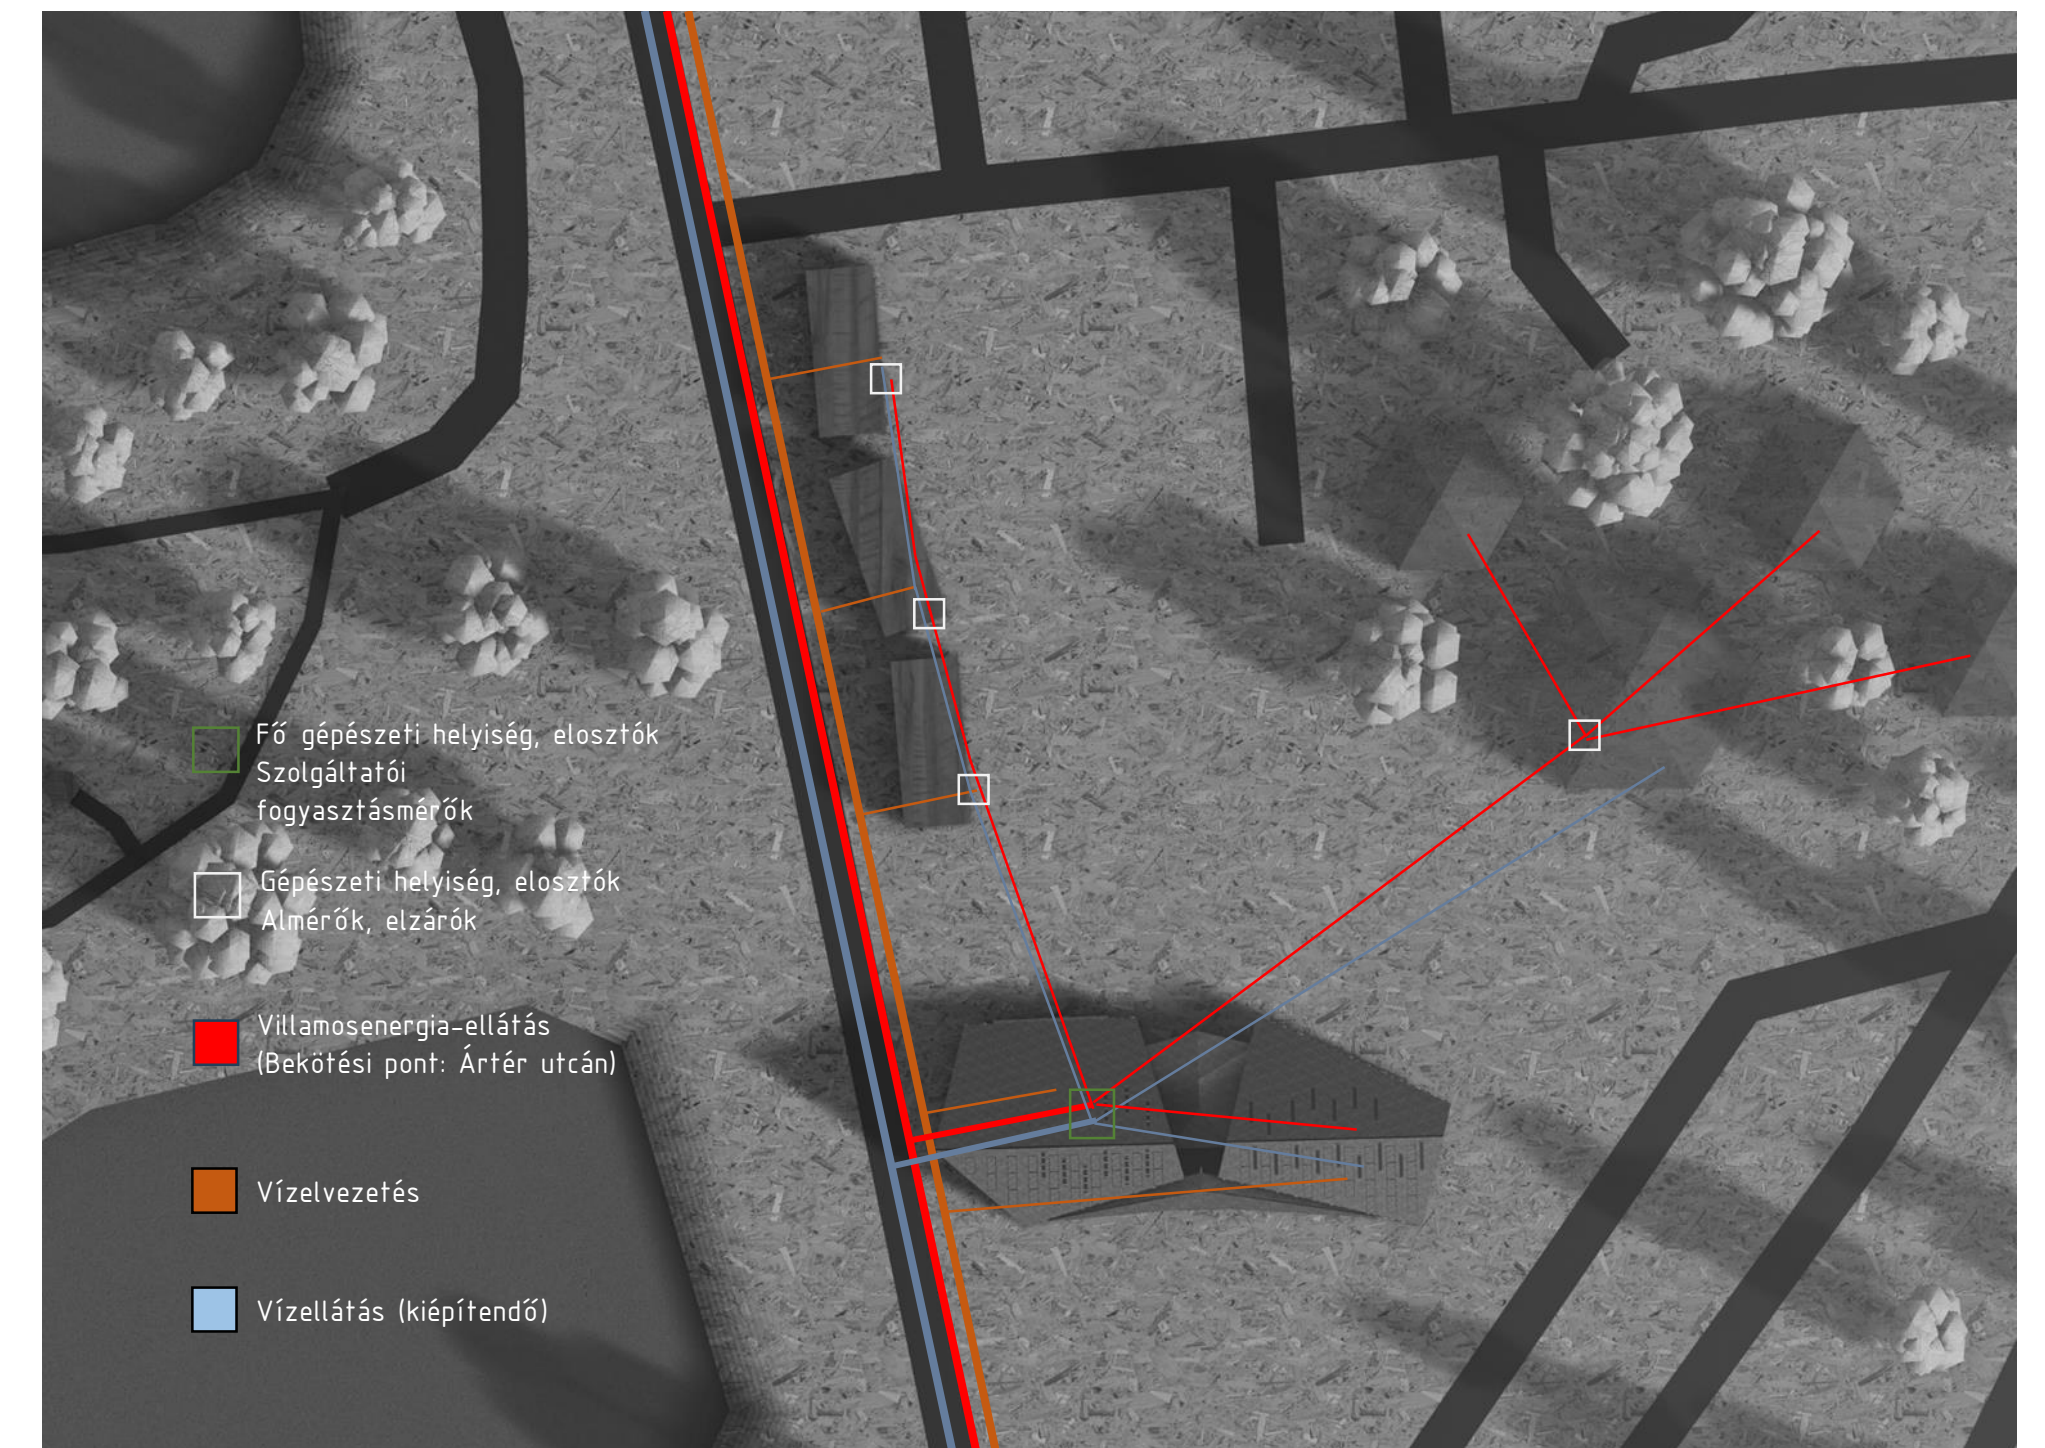 Fő gépészeti helyiség, elosztók
Szolgáltatói
fogyasztásmérők
Gépészeti helyiség, elosztók
Almérők, elzárók
Villamosenergia-ellátás
(Bekötési pont: Ártér utcán)
Vízelvezetés
Vízellátás (kiépítendő)